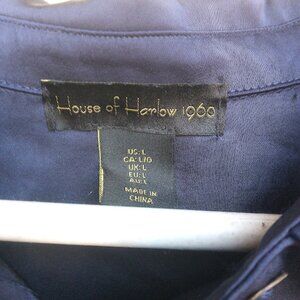 House of Harlow 1960
US: L
CA: L/G
UK: L
EU: L
AU: L
MADE IN
CHINA